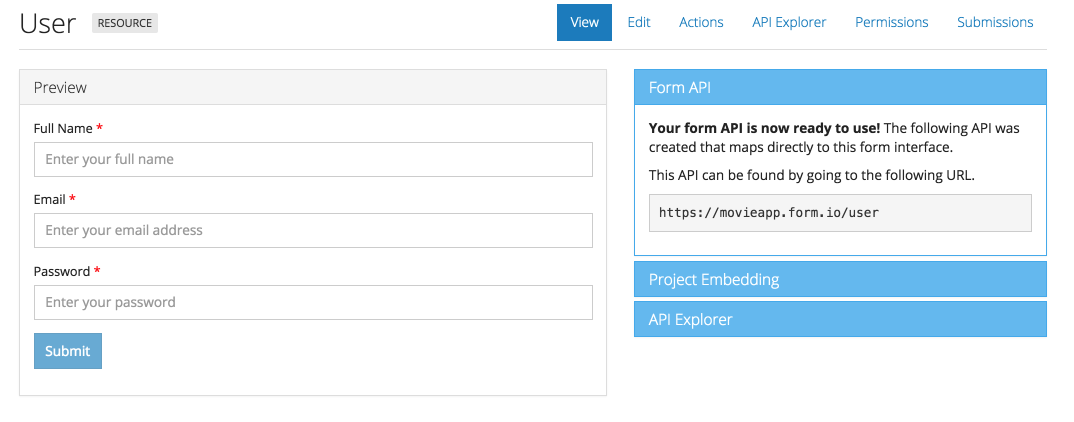 User RESOURCE View Edit Actions API Explorer Permissions Submissions
Preview
Full Name *
Enter your full name
Email *
Enter your email address
Password *
Enter your password
Submit
Form API
Your form API is now ready to use! The following API was
created that maps directly to this form interface.
This API can be found by going to the following URL.
https://movieapp.form.io/user
Project Embedding
API Explorer